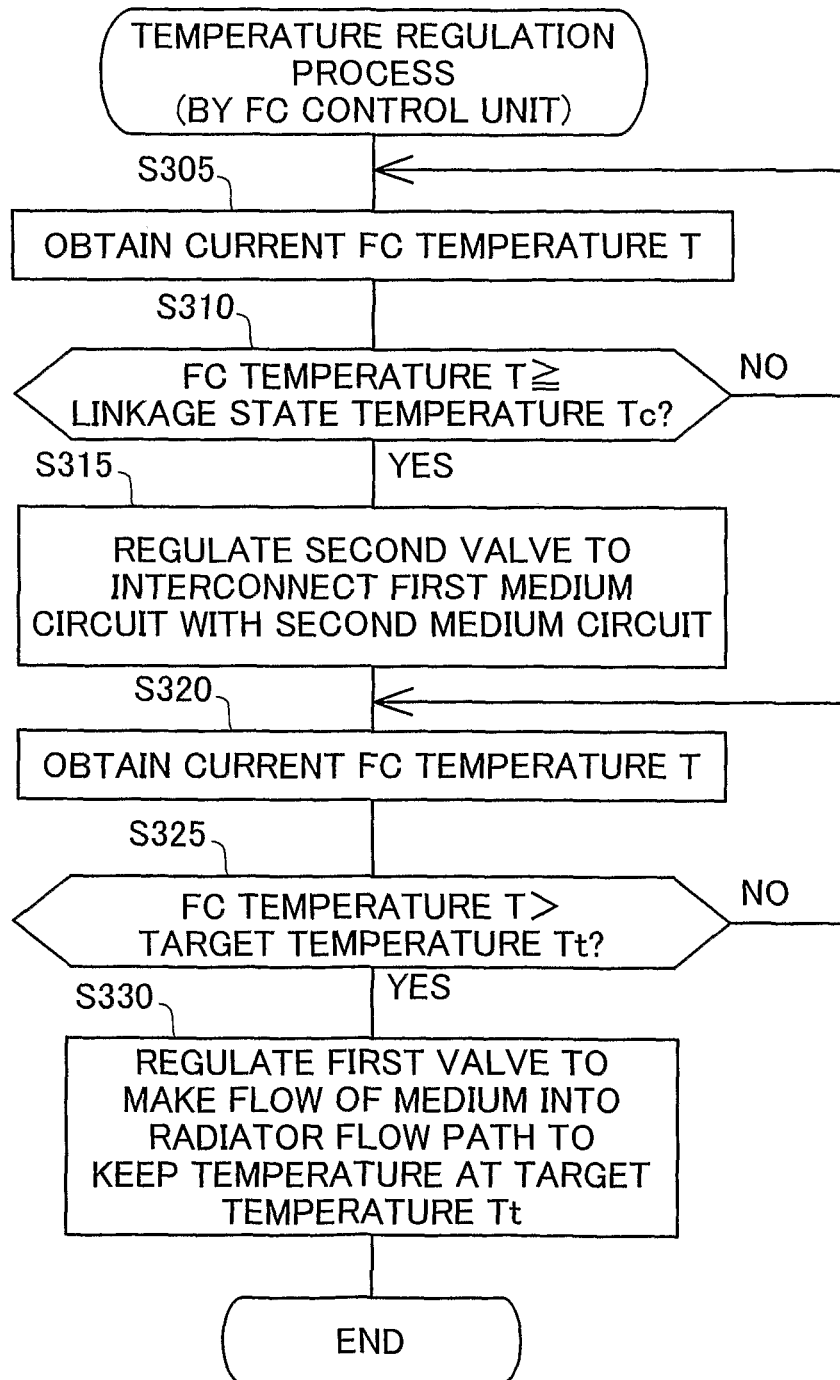 TEMPERATURE REGULATION
PROCESS
(BY FC CONTROL UNIT)
S305
OBTAIN CURRENT FC TEMPERATURE T
S310
FC TEMPERATURE T≧
LINKAGE STATE TEMPERATURE Tc?
NO
YES
S315
REGULATE SECOND VALVE TO
INTERCONNECT FIRST MEDIUM
CIRCUIT WITH SECOND MEDIUM CIRCUIT
S320
OBTAIN CURRENT FC TEMPERATURE T
S325
FC TEMPERATURE T>
TARGET TEMPERATURE Tt?
NO
YES
S330
REGULATE FIRST VALVE TO
MAKE FLOW OF MEDIUM INTO
RADIATOR FLOW PATH TO
KEEP TEMPERATURE AT TARGET
TEMPERATURE Tt
END